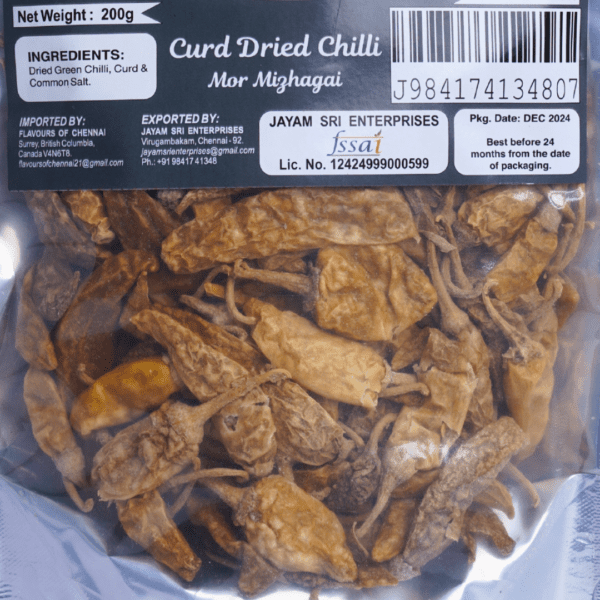 Net Weight : 200g
INGREDIENTS:
Dried Green Chilli, Curd &
Common Salt.
Curd Dried Chilli
Mor Mizhagai
J984174134807
IMPORTED BY:
FLAVOURS OF CHENNAI
Surrey, British Columbia,
Canada V4N6T8.
flavoursofchennai21@gmail.com
EXPORTED BY:
JAYAM SRI ENTERPRISES
Virugambakam, Chennai - 92.
jayamsrienterprises@gmail.com
Ph.: +91 98417 41348
JAYAM SRI ENTERPRISES
fssai
Lic. No. 12424999000599
Pkg. Date: DEC 2024
Best before 24
months from the date
of packaging.